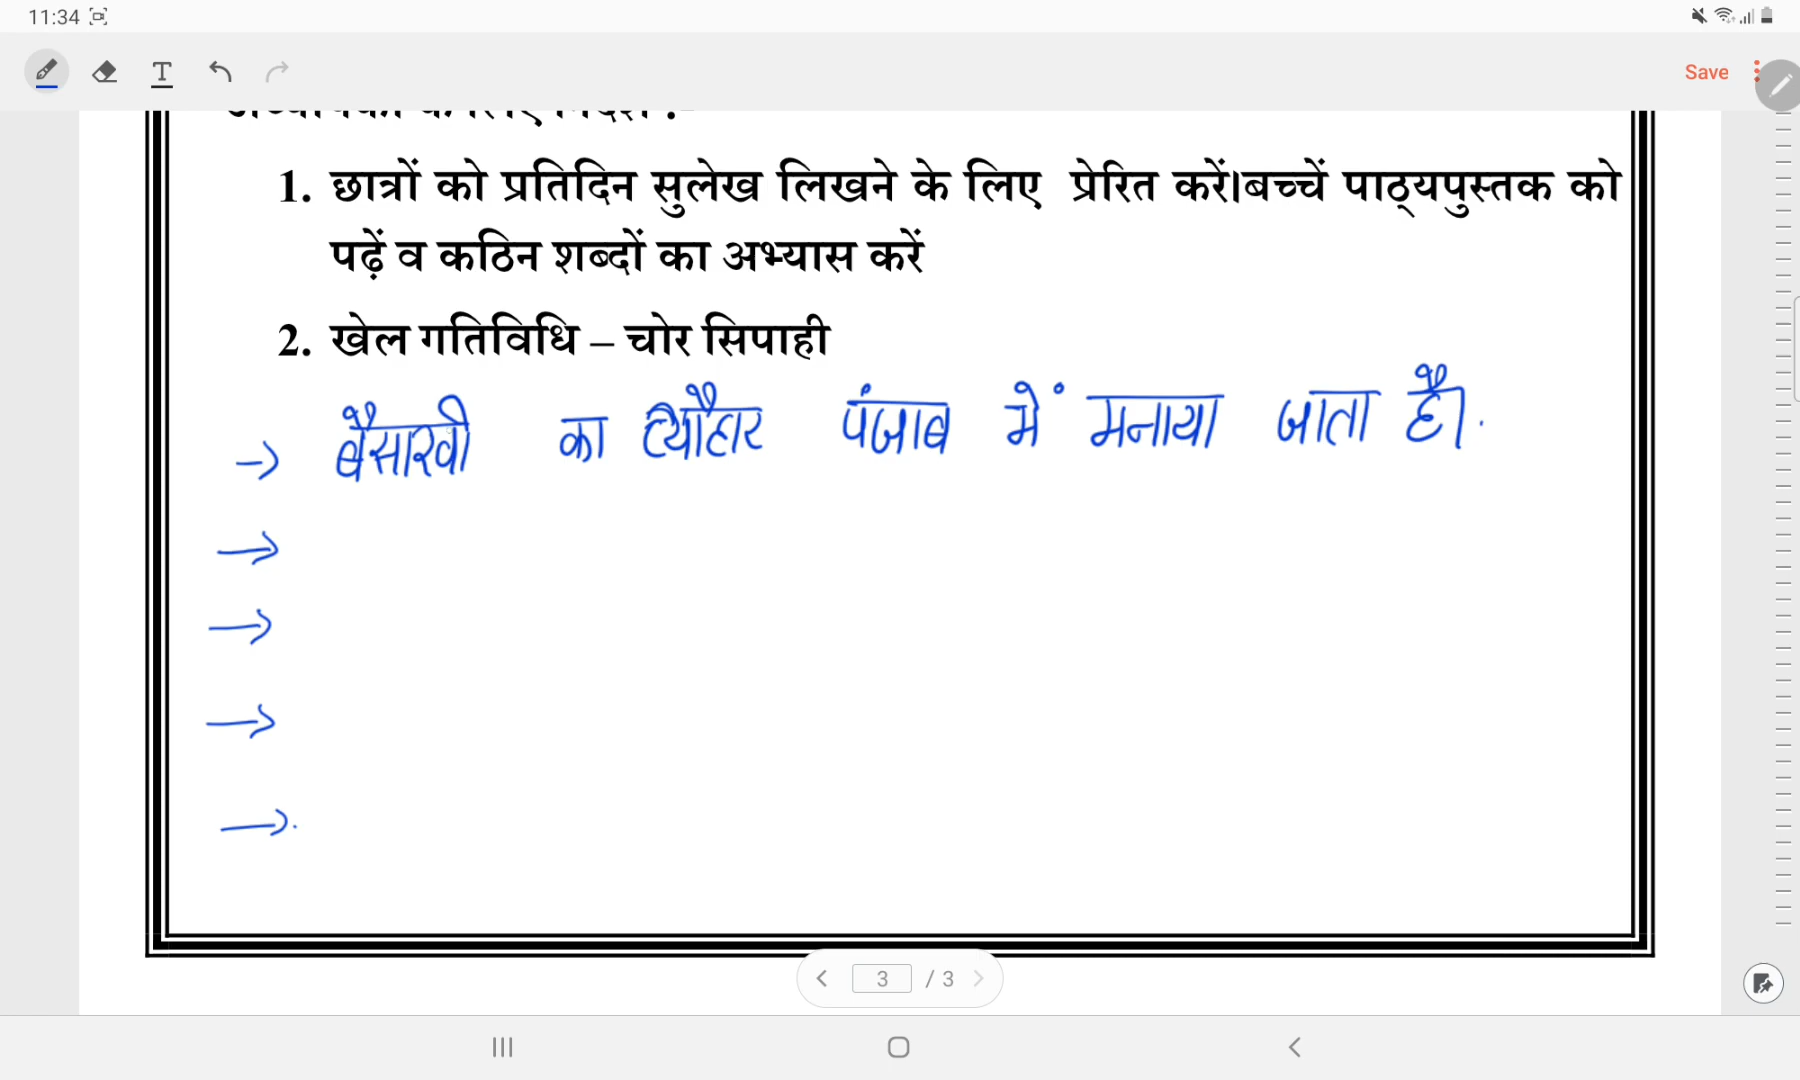 11:34
Save
1. छात्रों को प्रतिदिन सुलेख लिखने के लिए प्रेरित करें।बच्चें पाठ्यपुस्तक को
पढ़ें व कठिन शब्दों का अभ्यास करें
2. खेल गतिविधि – चोर सिपाही
→ बैसाखी का त्यौहार पंजाब में मनाया जाता है।
→
→
→
→
3 / 3